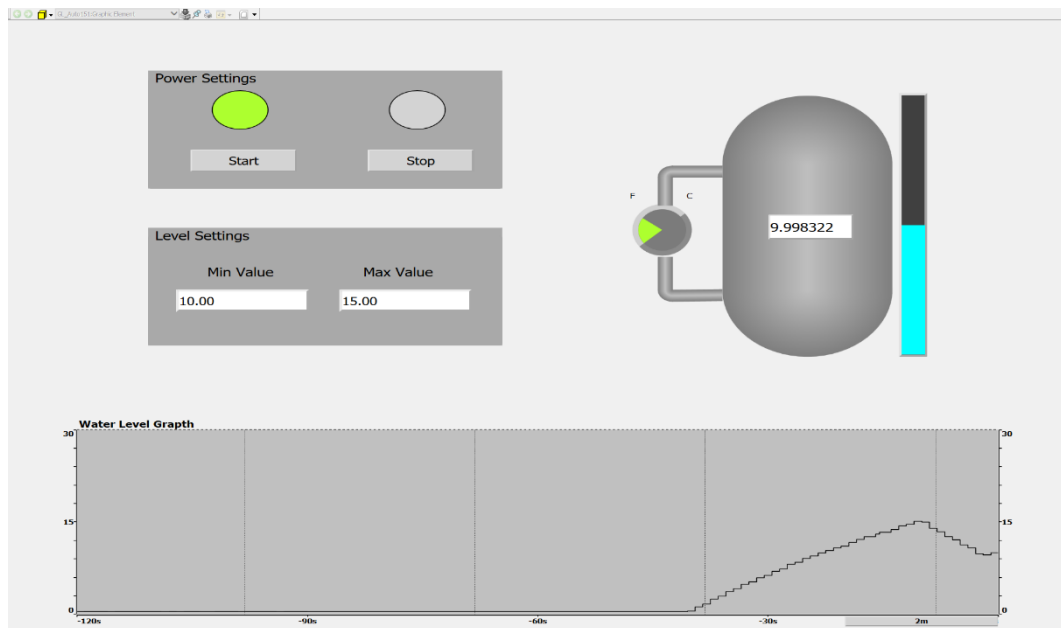 Power Settings
Start
Stop
Level Settings
Min Value
Max Value
10.00
15.00
F
C
9.998322
Water Level Grapth
30
30
15
15
0
0
-120s
-90s
-60s
-30s
2m